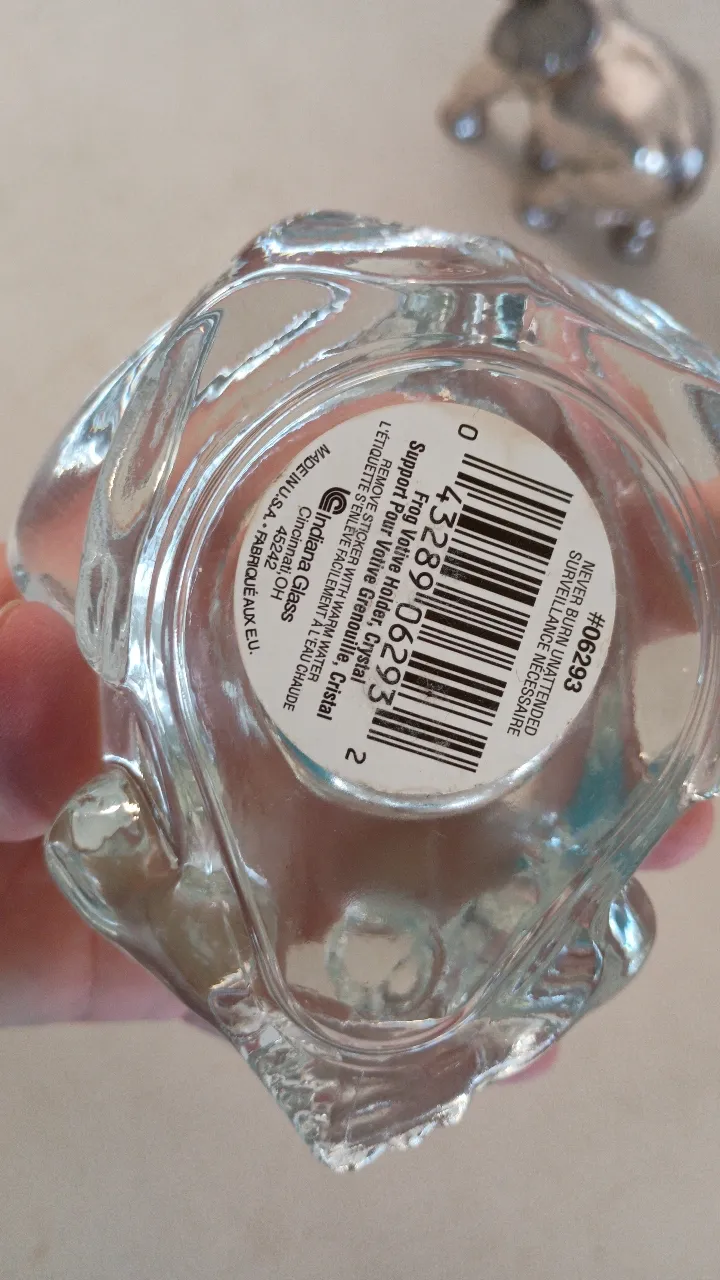 #06293
NEVER BURN UNATTENDED
SURVEILLANCE NÉCESSAIRE
0 43289 06293 2
Frog Votive Holder, Crystal
Support Pour Votive Grenouille, Cristal
REMOVE STICKER WITH WARM WATER
L'ÉTIQUETTE S'ENLÈVE FACILEMENT À L'EAU CHAUDE
Indiana Glass
Cincinnati, OH
45242
MADE IN U.S.A. • FABRIQUÉ AUX E.U.